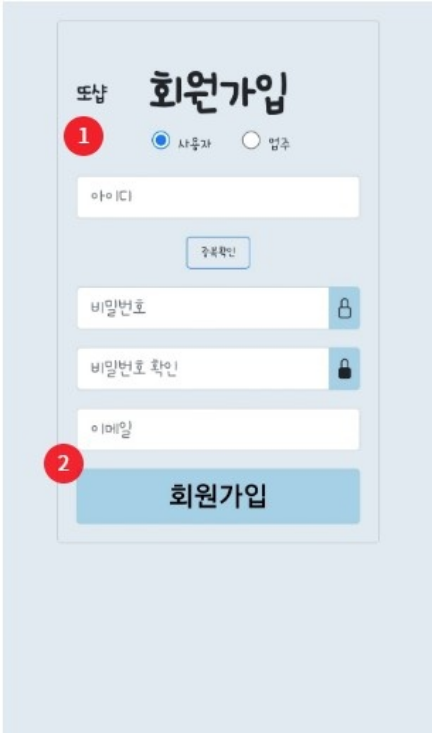 또샵 회원가입
1
사용자 업주
아이디
중복확인
비밀번호
비밀번호 확인
이메일
2
회원가입